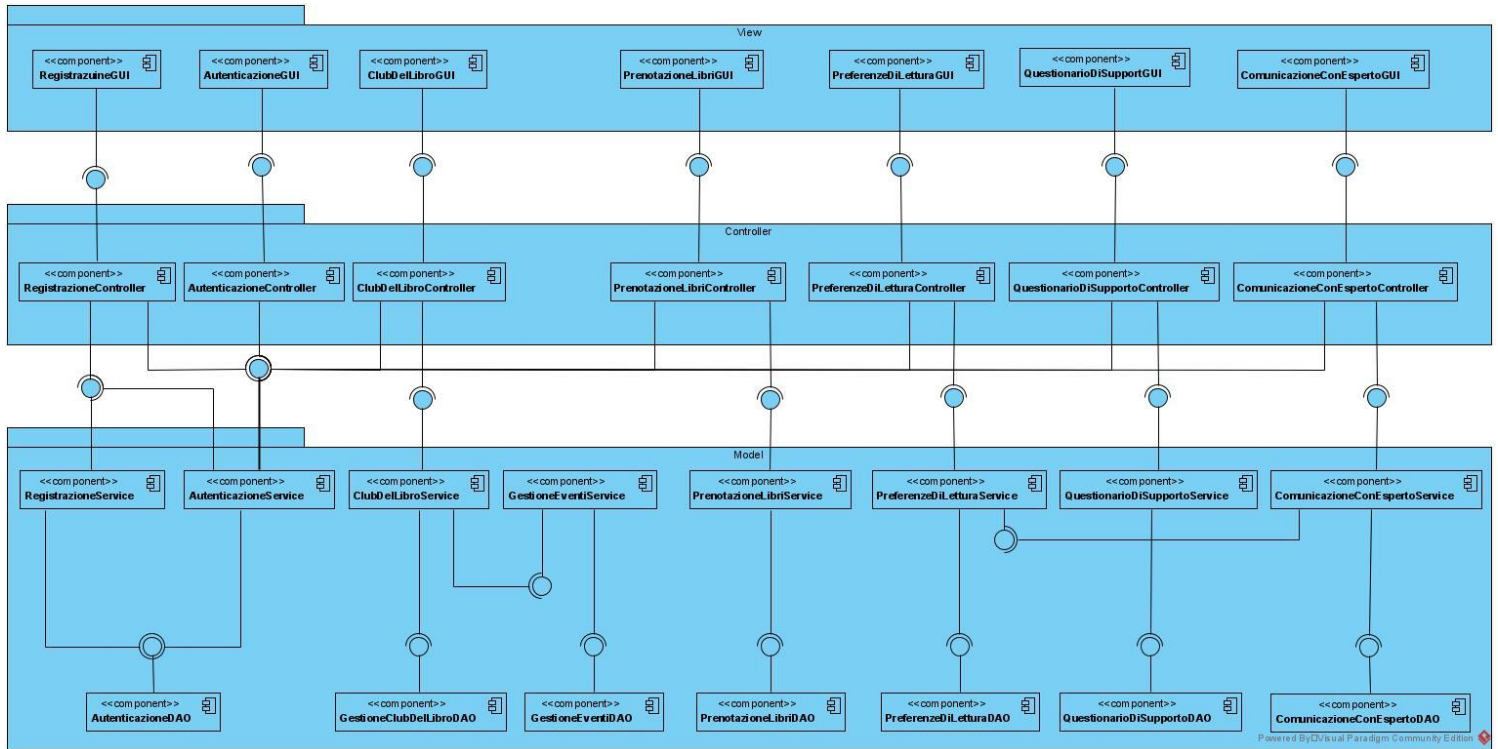 View
<<component>>
RegistrazuineGUI
<<component>>
AutenticazioneGUI
<<component>>
ClubDelLibroGUI
<<component>>
PrenotazioneLibriGUI
<<component>>
PreferenzeDiLetturaGUI
<<component>>
QuestionarioDiSupportGUI
<<component>>
ComunicazioneConEspertoGUI
Controller
<<component>>
RegistrazioneController
<<component>>
AutenticazioneController
<<component>>
ClubDelLibroController
<<component>>
PrenotazioneLibriController
<<component>>
PreferenzeDiLetturaController
<<component>>
QuestionarioDiSupportoController
<<component>>
ComunicazioneConEspertoController
Model
<<component>>
RegistrazioneService
<<component>>
AutenticazioneService
<<component>>
ClubDelLibroService
<<component>>
GestioneEventiService
<<component>>
PrenotazioneLibriService
<<component>>
PreferenzeDiLetturaService
<<component>>
QuestionarioDiSupportoService
<<component>>
ComunicazioneConEspertoService
<<component>>
AutenticazioneDAO
<<component>>
GestioneClubDelLibroDAO
<<component>>
GestioneEventiDAO
<<component>>
PrenotazioneLibriDAO
<<component>>
PreferenzeDiLetturaDAO
<<component>>
QuestionarioDiSupportoDAO
<<component>>
ComunicazioneConEspertoDAO
Powered By□Visual Paradigm Community Edition